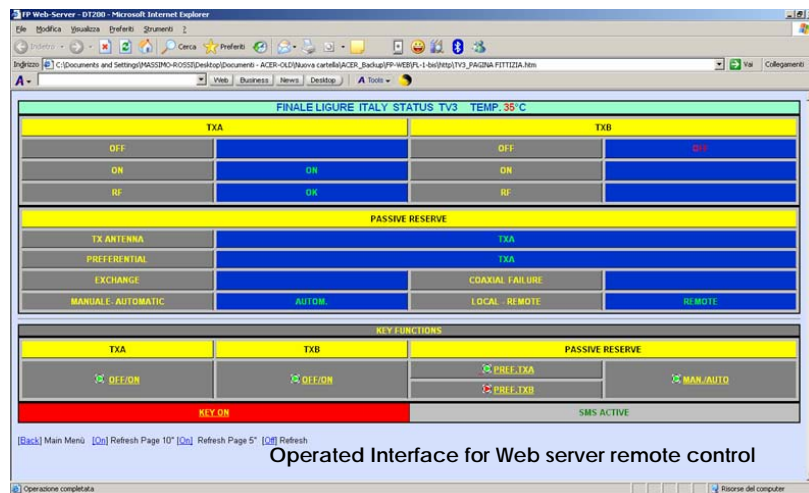 FP Web-Server - DT200 - Microsoft Internet Explorer
File Modifica Visualizza Preferiti Strumenti ?
Indietro Cerca Preferiti
Indirizzo C:\Documents and Settings\MASSIMO-ROSSI\Desktop\Documenti - ACER-OLD\Nuova cartella\ACER_Backup\FP-WEB\FL-1-bis\http\TV3_PAGINA FITTIZIA.htm Vai Collegamenti
A - Web Business News Desktop A Tools
FINALE LIGURE ITALY STATUS TV3 TEMP. 35°C
TXA TXB
OFF OFF OFF
ON ON ON
RF OK RF
PASSIVE RESERVE
TX ANTENNA TXA
PREFERENTIAL TXA
EXCHANGE COAXIAL FAILURE
MANUALE- AUTOMATIC AUTOM. LOCAL - REMOTE REMOTE
KEY FUNCTIONS
TXA TXB PASSIVE RESERVE
OFF/ON OFF/ON PREF.TXA MAN./AUTO
PREF.TXB
KEY ON SMS ACTIVE
[Back] Main Menù [On] Refresh Page 10" [On] Refresh Page 5" [Off] Refresh
Operated Interface for Web server remote control
Operazione completata Risorse del computer